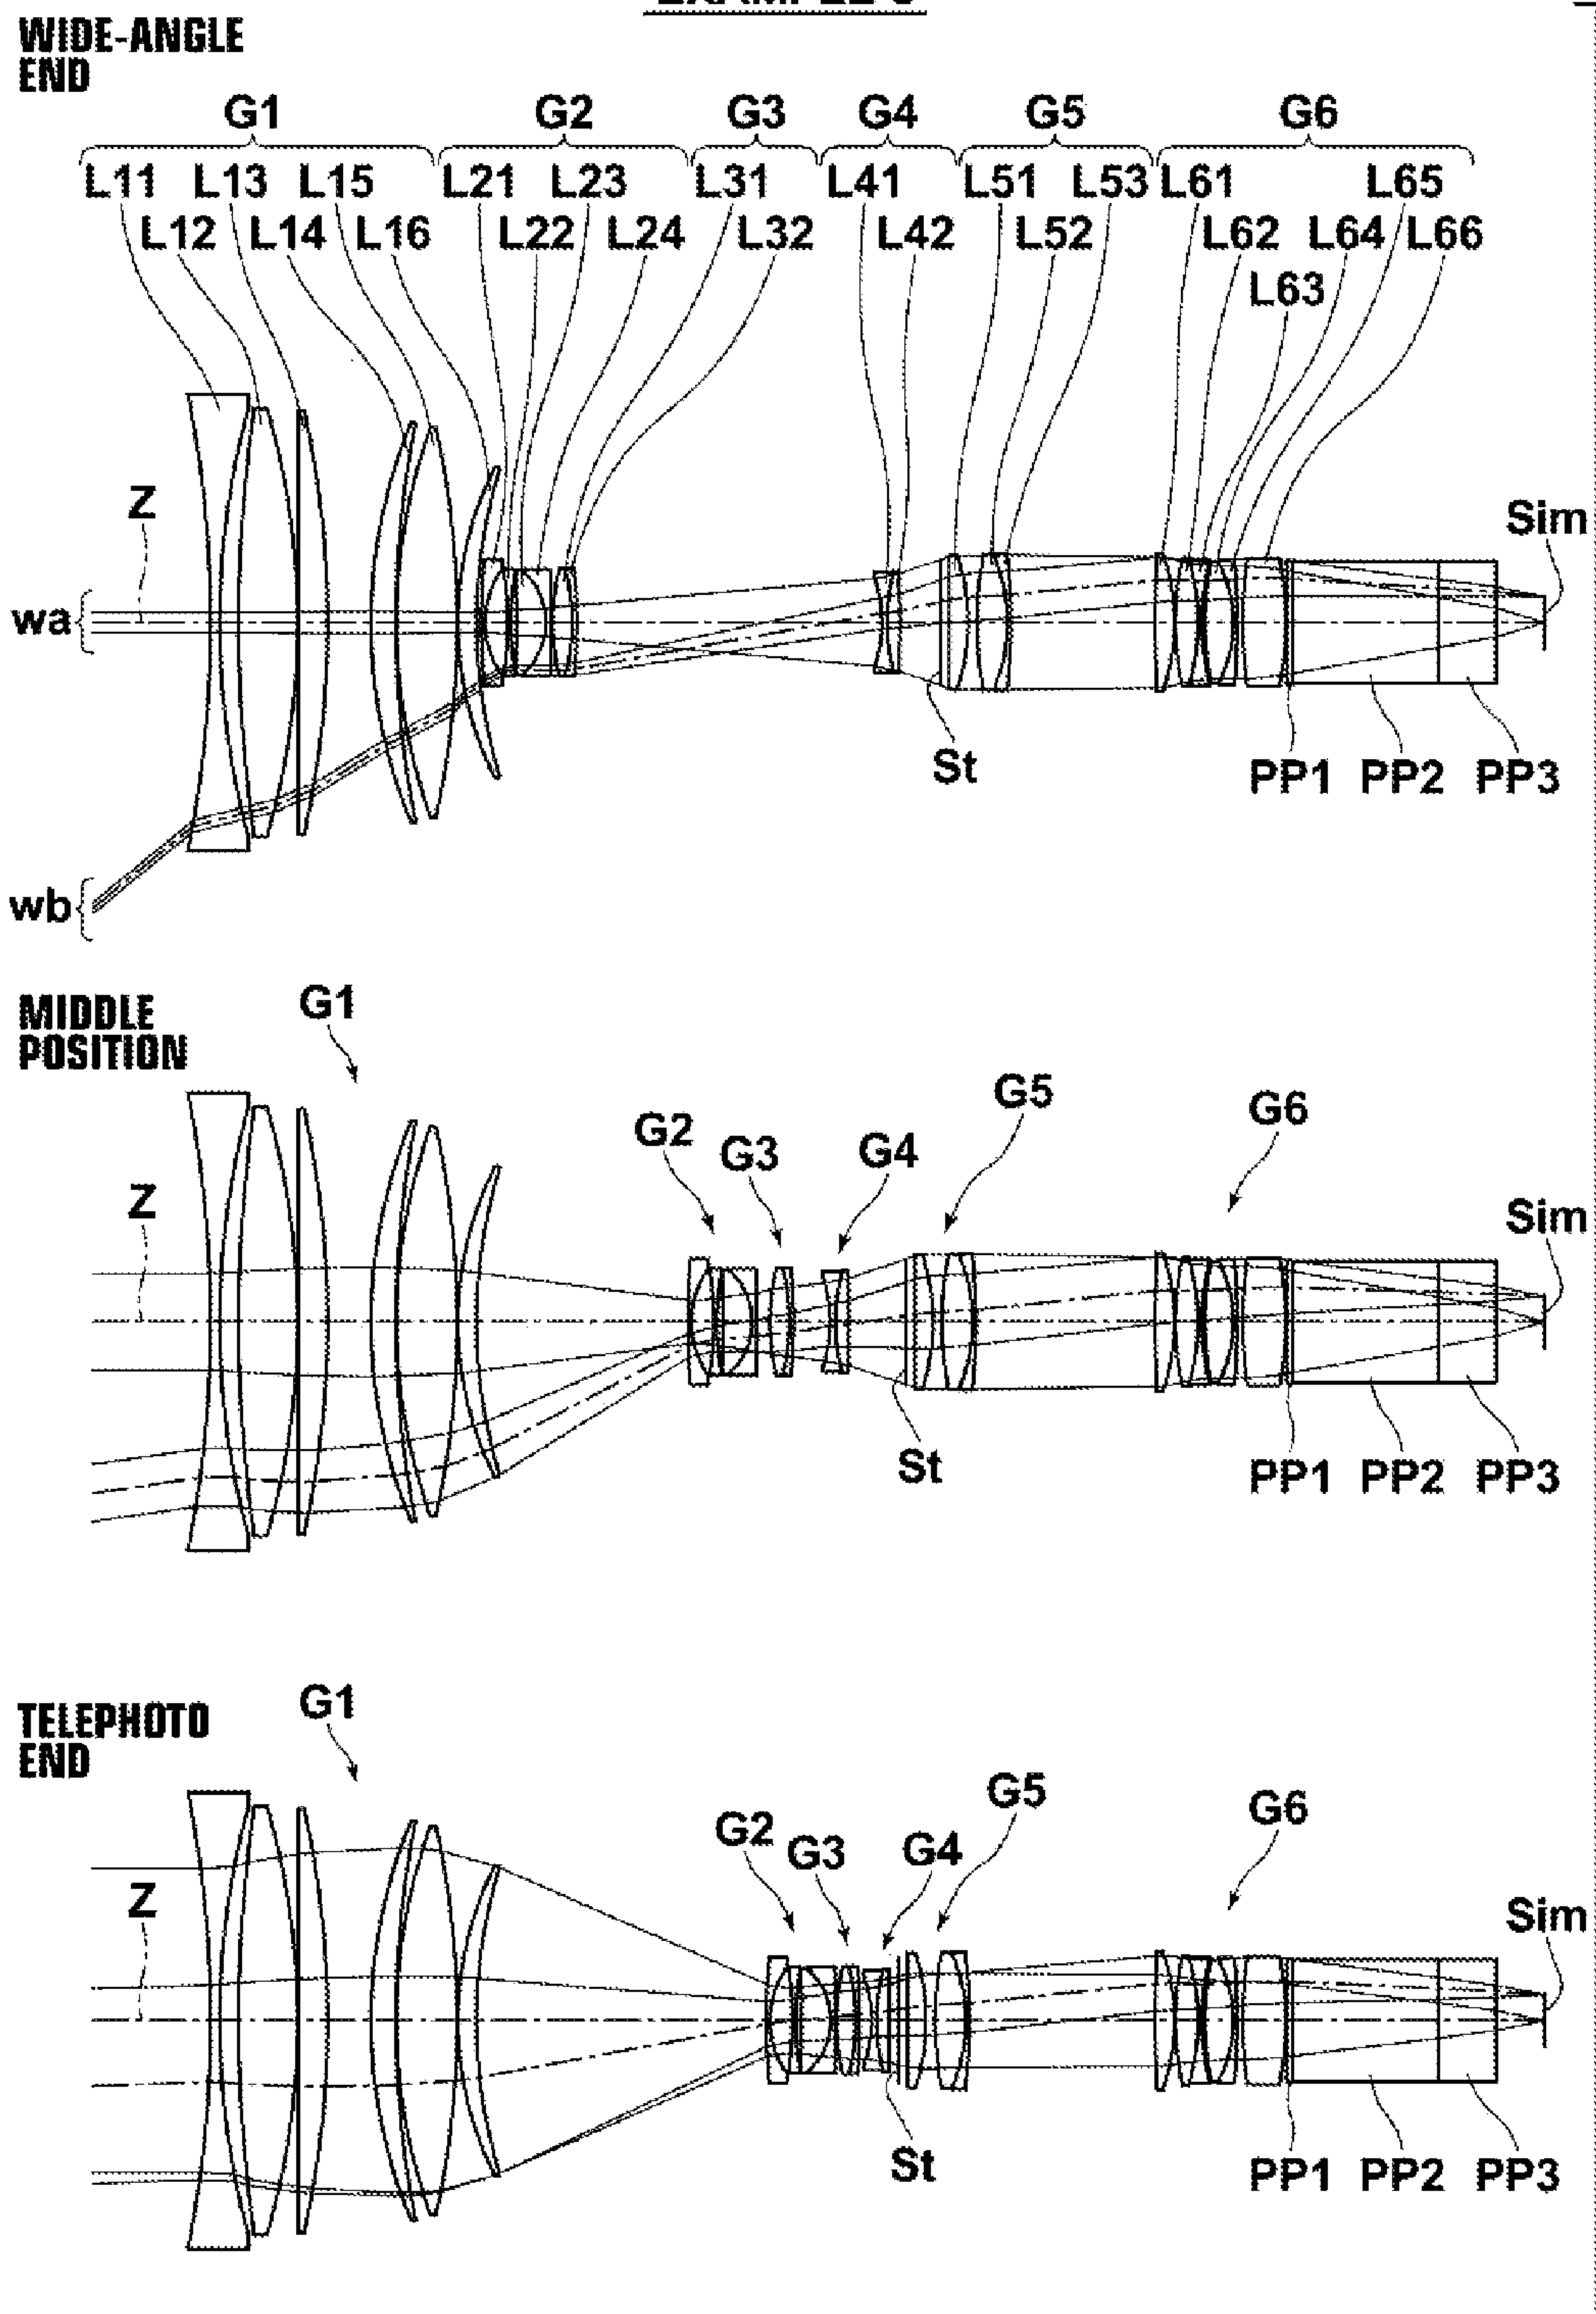 WIDE-ANGLE
END
G1 G2 G3 G4 G5 G6
L11 L13 L15 L21 L23 L31 L41 L51 L53 L61 L65
L12 L14 L16 L22 L24 L32 L42 L52 L62 L64 L66
L63
Z
Sim
wa
St
PP1 PP2 PP3
wb
MIDDLE
POSITION
G1
G5
G6
G2
G3
G4
Z
Sim
St
PP1 PP2 PP3
TELEPHOTO
END
G1
G5
G6
G2
G3
G4
Z
Sim
St
PP1 PP2 PP3